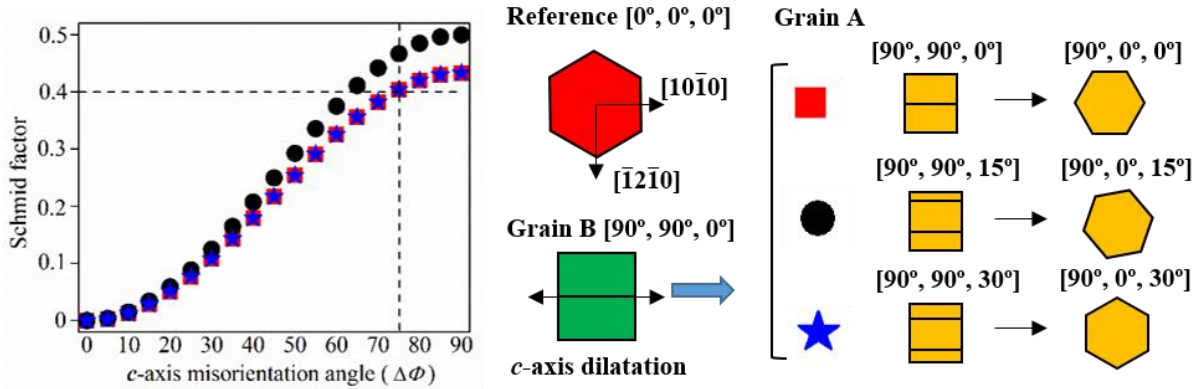 0.5
0.4
0.3
0.2
0.1
0
Schmid factor
0 10 20 30 40 50 60 70 80 90
c-axis misorientation angle (ΔΦ)
Reference [0º, 0º, 0º]
[101̄0]
[1̄21̄0]
Grain B [90º, 90º, 0º]
c-axis dilatation
Grain A
[90º, 90º, 0º] [90º, 0º, 0º]
[90º, 90º, 15º] [90º, 0º, 15º]
[90º, 90º, 30º] [90º, 0º, 30º]